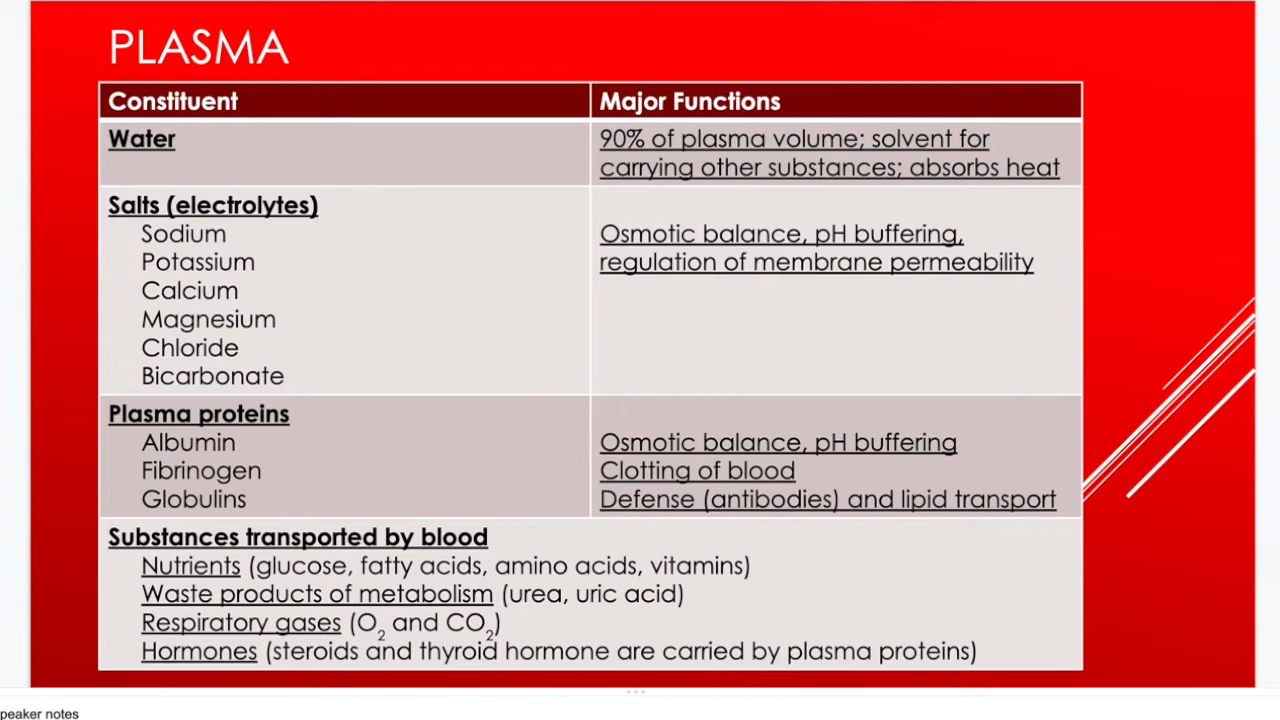 PLASMA
Constituent Major Functions
Water 90% of plasma volume; solvent for
carrying other substances; absorbs heat
Salts (electrolytes)
Sodium Osmotic balance, pH buffering,
Potassium regulation of membrane permeability
Calcium
Magnesium
Chloride
Bicarbonate
Plasma proteins
Albumin Osmotic balance, pH buffering
Fibrinogen Clotting of blood
Globulins Defense (antibodies) and lipid transport
Substances transported by blood
Nutrients (glucose, fatty acids, amino acids, vitamins)
Waste products of metabolism (urea, uric acid)
Respiratory gases (O₂ and CO₂)
Hormones (steroids and thyroid hormone are carried by plasma proteins)
peaker notes